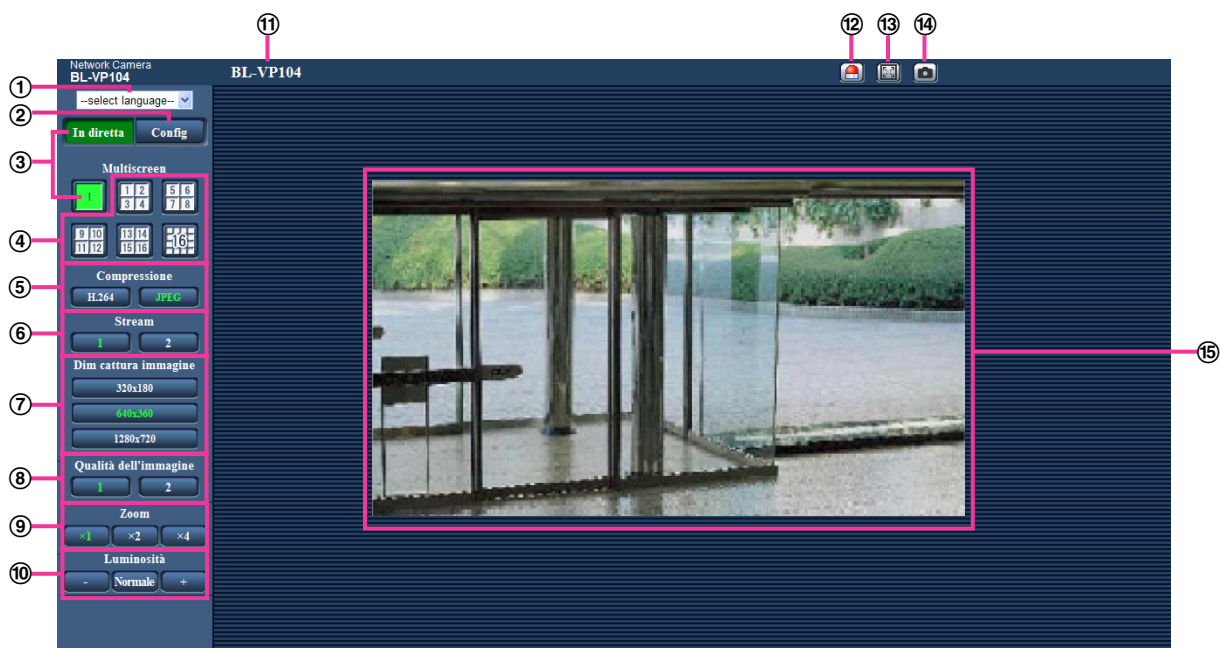 ⑪
⑫
⑬
⑭
Network Camera
BL-VP104
BL-VP104
①
--select language--
②
In diretta
Config
③
Multiscreen
1
1 2
3 4
5 6
7 8
④
9 10
11 12
13 14
15 16
16
⑤
Compressione
H.264
JPEG
⑥
Stream
1
2
⑮
Dim cattura immagine
320x180
⑦
640x360
1280x720
Qualità dell'immagine
⑧
1
2
Zoom
⑨
×1
×2
×4
Luminosità
⑩
-
Normale
+